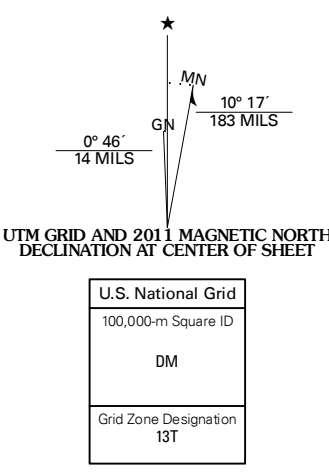 ★
MN
GN
10° 17´
183 MILS
0° 46´
14 MILS
UTM GRID AND 2011 MAGNETIC NORTH
DECLINATION AT CENTER OF SHEET
U.S. National Grid
100,000-m Square ID
DM
Grid Zone Designation
13T